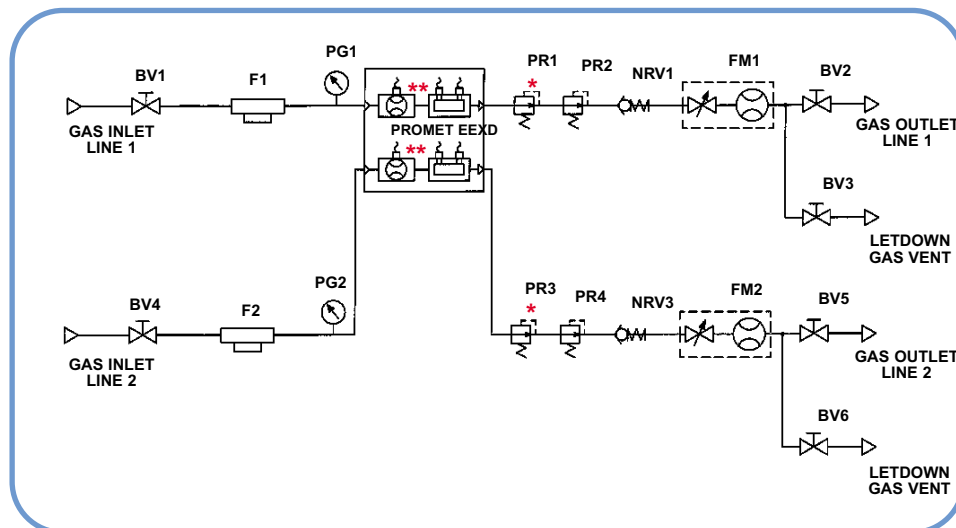 PG1
BV1
F1
**
PR1
*
PR2
NRV1
FM1
BV2
GAS INLET
LINE 1
PROMET EEXD
**
GAS OUTLET
LINE 1
BV3
LETDOWN
GAS VENT
PG2
BV4
F2
PR3
*
PR4
NRV3
FM2
BV5
GAS INLET
LINE 2
GAS OUTLET
LINE 2
BV6
LETDOWN
GAS VENT